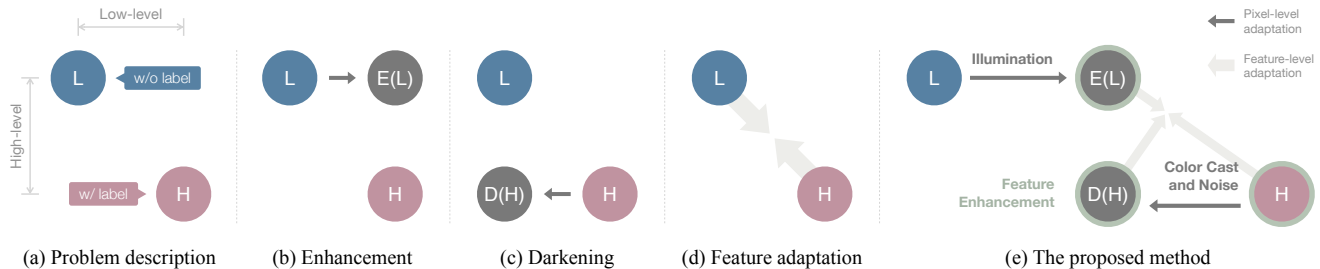 Low-level
High-level
L
w/o label
w/ label
H
(a) Problem description
L
E(L)
H
(b) Enhancement
L
D(H)
H
(c) Darkening
L
H
(d) Feature adaptation
L
Illumination
E(L)
Pixel-level
adaptation
Feature-level
adaptation
Feature
Enhancement
D(H)
Color Cast
and Noise
H
(e) The proposed method